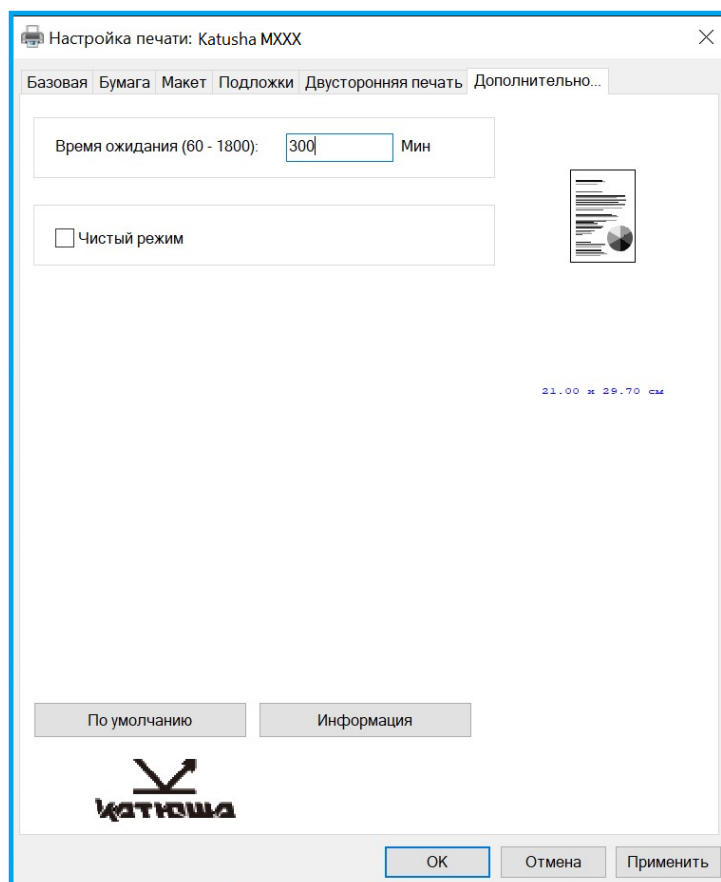 Настройка печати: Katusha MXXX
Базовая Бумага Макет Подложки Двусторонняя печать Дополнительно...
Время ожидания (60 - 1800): 300 Мин
Чистый режим
21.00 x 29.70 см
По умолчанию Информация
катюша
OK Отмена Применить